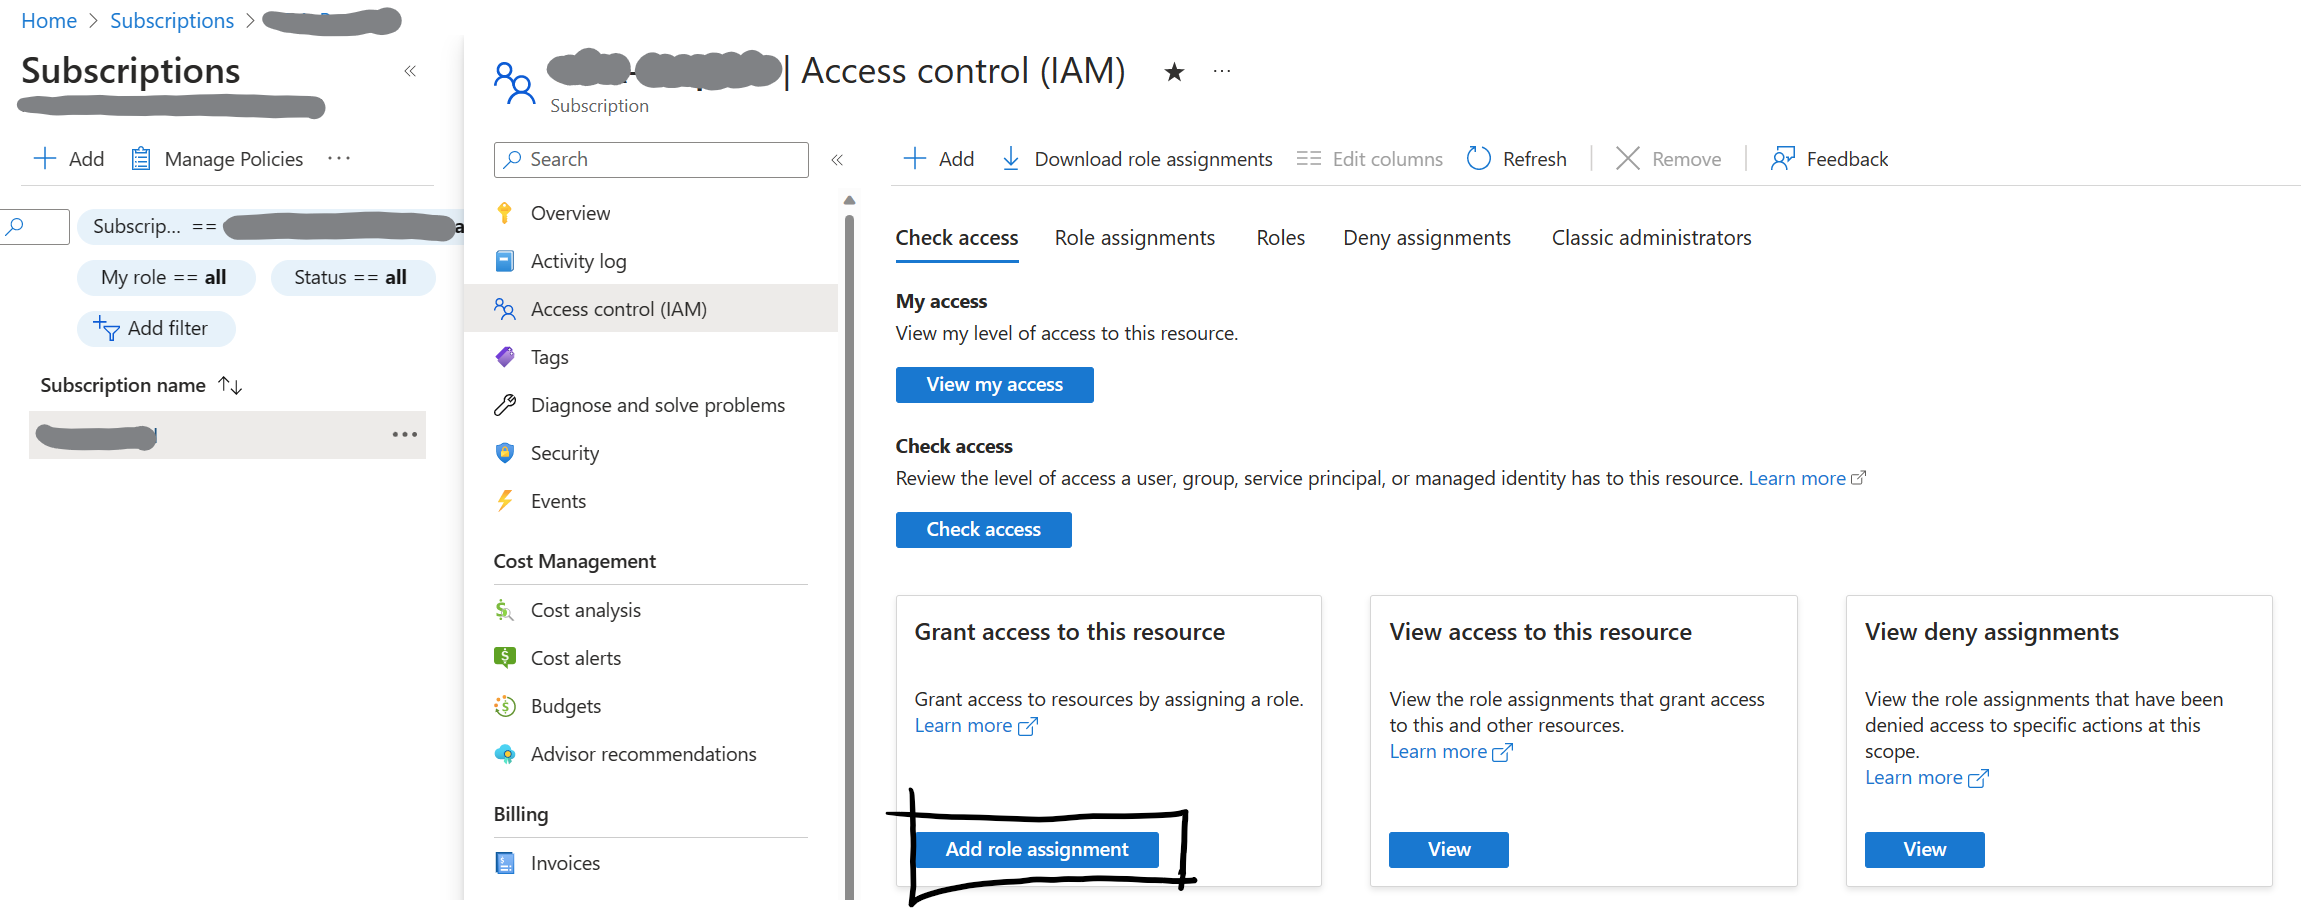 Home > Subscriptions >
Subscriptions «
+ Add Manage Policies ...
Subscrip... == a
My role == all Status == all
Add filter
Subscription name ↑↓
...
| Access control (IAM) ★ ...
Subscription
Search «
Overview
Activity log
Access control (IAM)
Tags
Diagnose and solve problems
Security
Events
Cost Management
Cost analysis
Cost alerts
Budgets
Advisor recommendations
Billing
Invoices
+ Add Download role assignments Edit columns Refresh | Remove | Feedback
Check access Role assignments Roles Deny assignments Classic administrators
My access
View my level of access to this resource.
View my access
Check access
Review the level of access a user, group, service principal, or managed identity has to this resource. Learn more
Check access
Grant access to this resource
Grant access to resources by assigning a role.
Learn more
Add role assignment
View access to this resource
View the role assignments that grant access
to this and other resources.
Learn more
View
View deny assignments
View the role assignments that have been
denied access to specific actions at this
scope.
Learn more
View